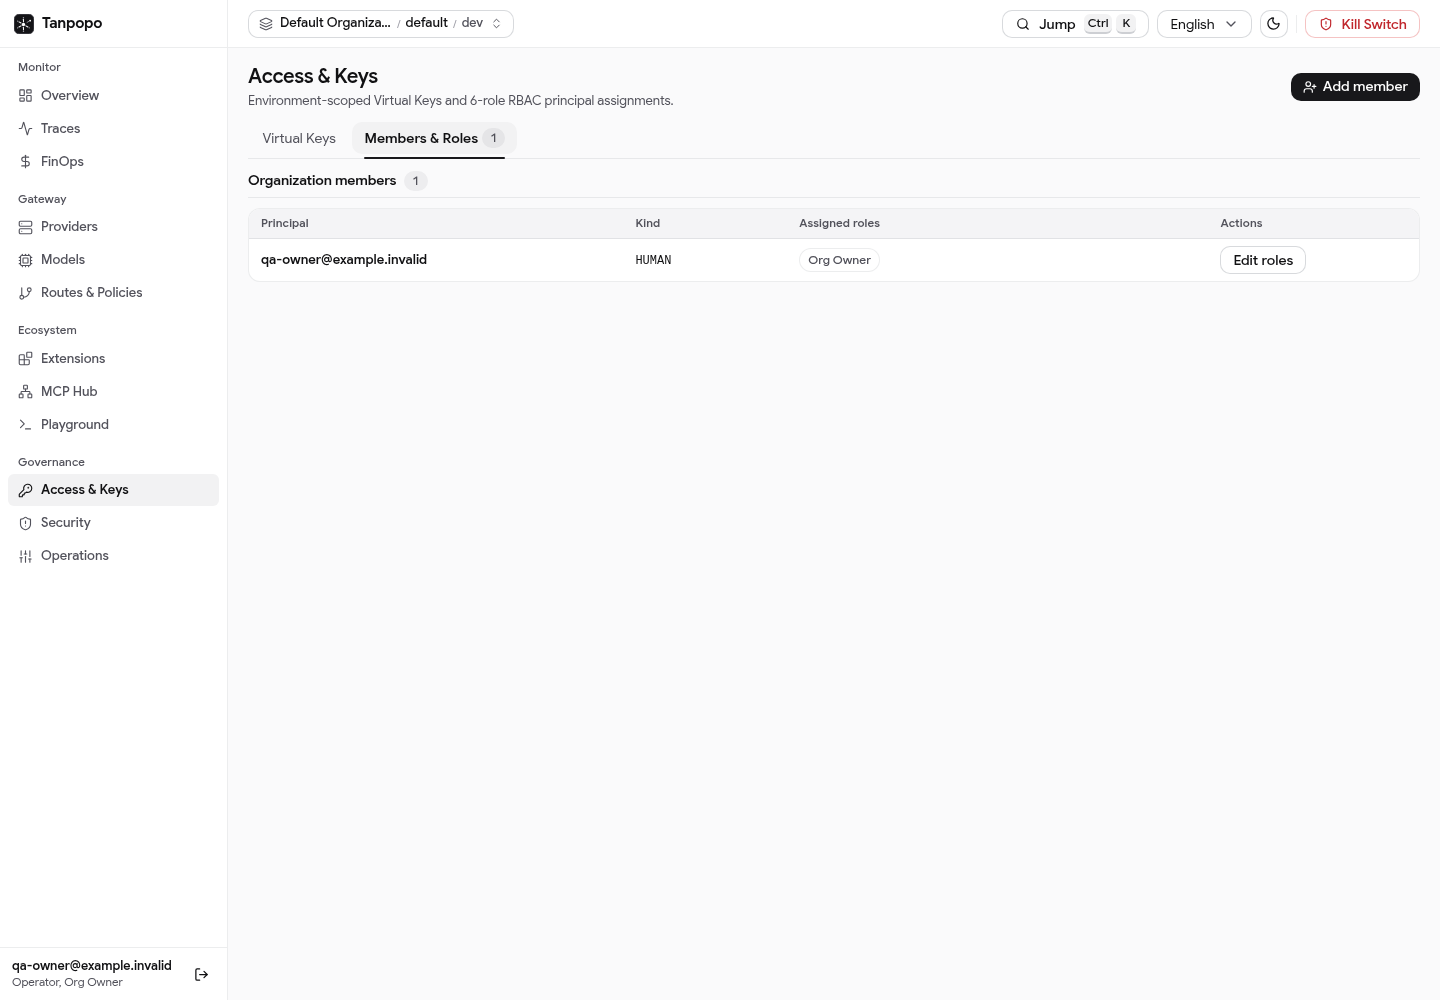 Tanpopo
Default Organiza... / default / dev
Jump Ctrl K
English
Kill Switch
Monitor
Overview
Traces
FinOps
Gateway
Providers
Models
Routes & Policies
Ecosystem
Extensions
MCP Hub
Playground
Governance
Access & Keys
Security
Operations
qa-owner@example.invalid
Operator, Org Owner
Access & Keys
Environment-scoped Virtual Keys and 6-role RBAC principal assignments.
Add member
Virtual Keys
Members & Roles 1
Organization members 1
Principal Kind Assigned roles Actions
qa-owner@example.invalid HUMAN Org Owner Edit roles